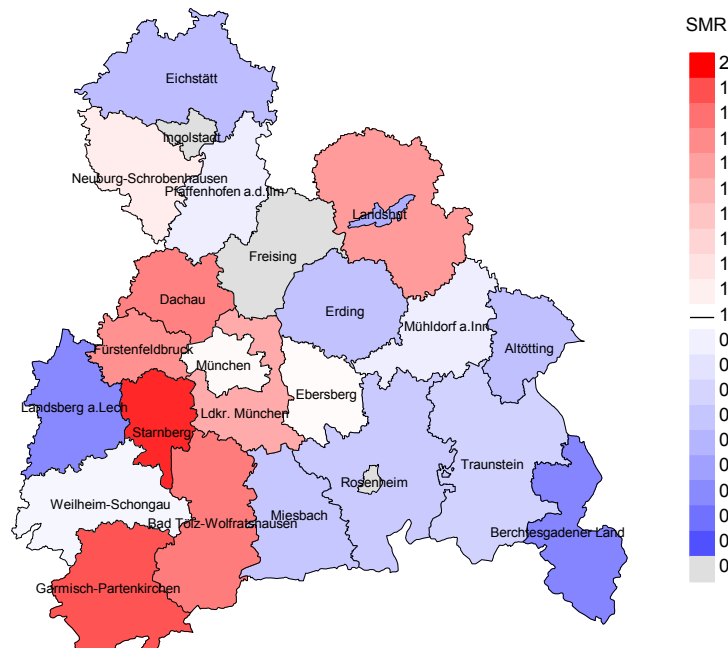 SMR
2
1
1
1
1
1
1
1
1
1
1
0
0
0
0
0
0
0
0
0
0
Eichstätt
Ingolstadt
Neuburg-Schrobenhausen
Pfaffenhofen a.d.Ilm
Landshut
Freising
Dachau
Erding
Mühldorf a.Inn
Altötting
Fürstenfeldbruck
München
Ebersberg
Landsberg a.Lech
Ldkr. München
Starnberg
Traunstein
Rosenheim
Weilheim-Schongau
Miesbach
Bad Tölz-Wolfratshausen
Berchtesgadener Land
Garmisch-Partenkirchen